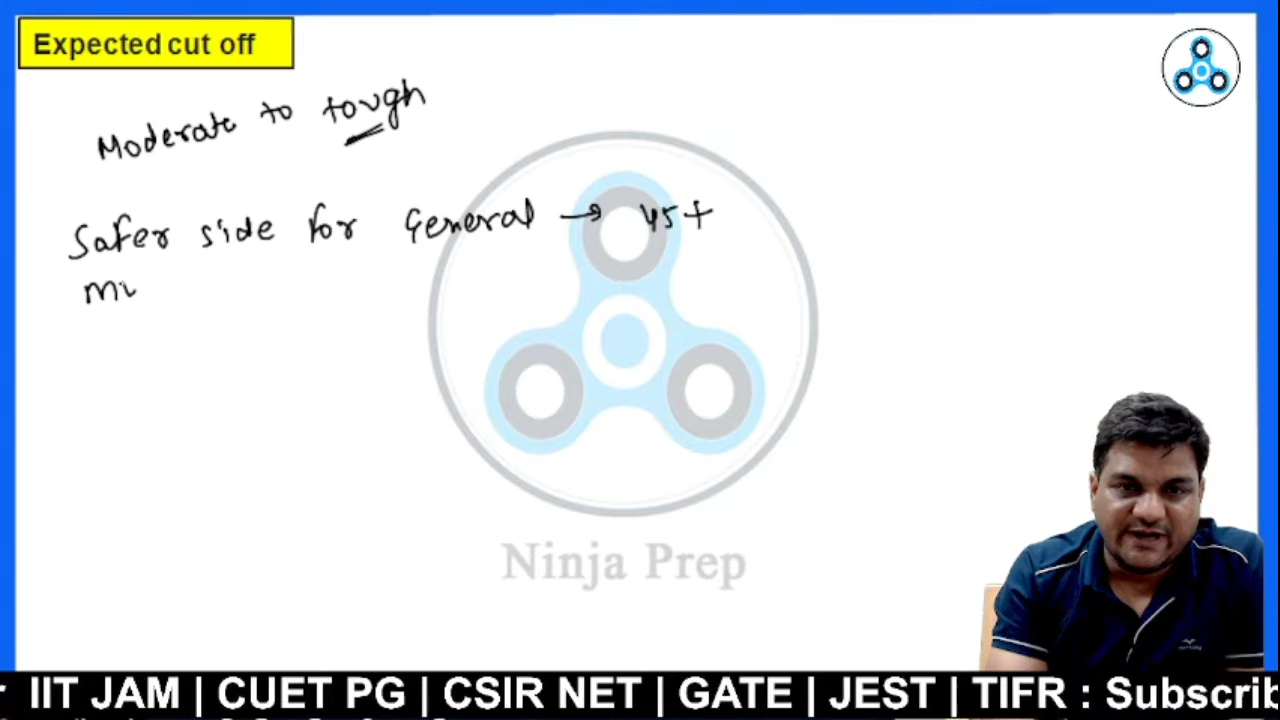 Expected cut off
Moderate to tough
Safer side for General → 45+
Mi
Ninja Prep
IIT JAM | CUET PG | CSIR NET | GATE | JEST | TIFR : Subscrib